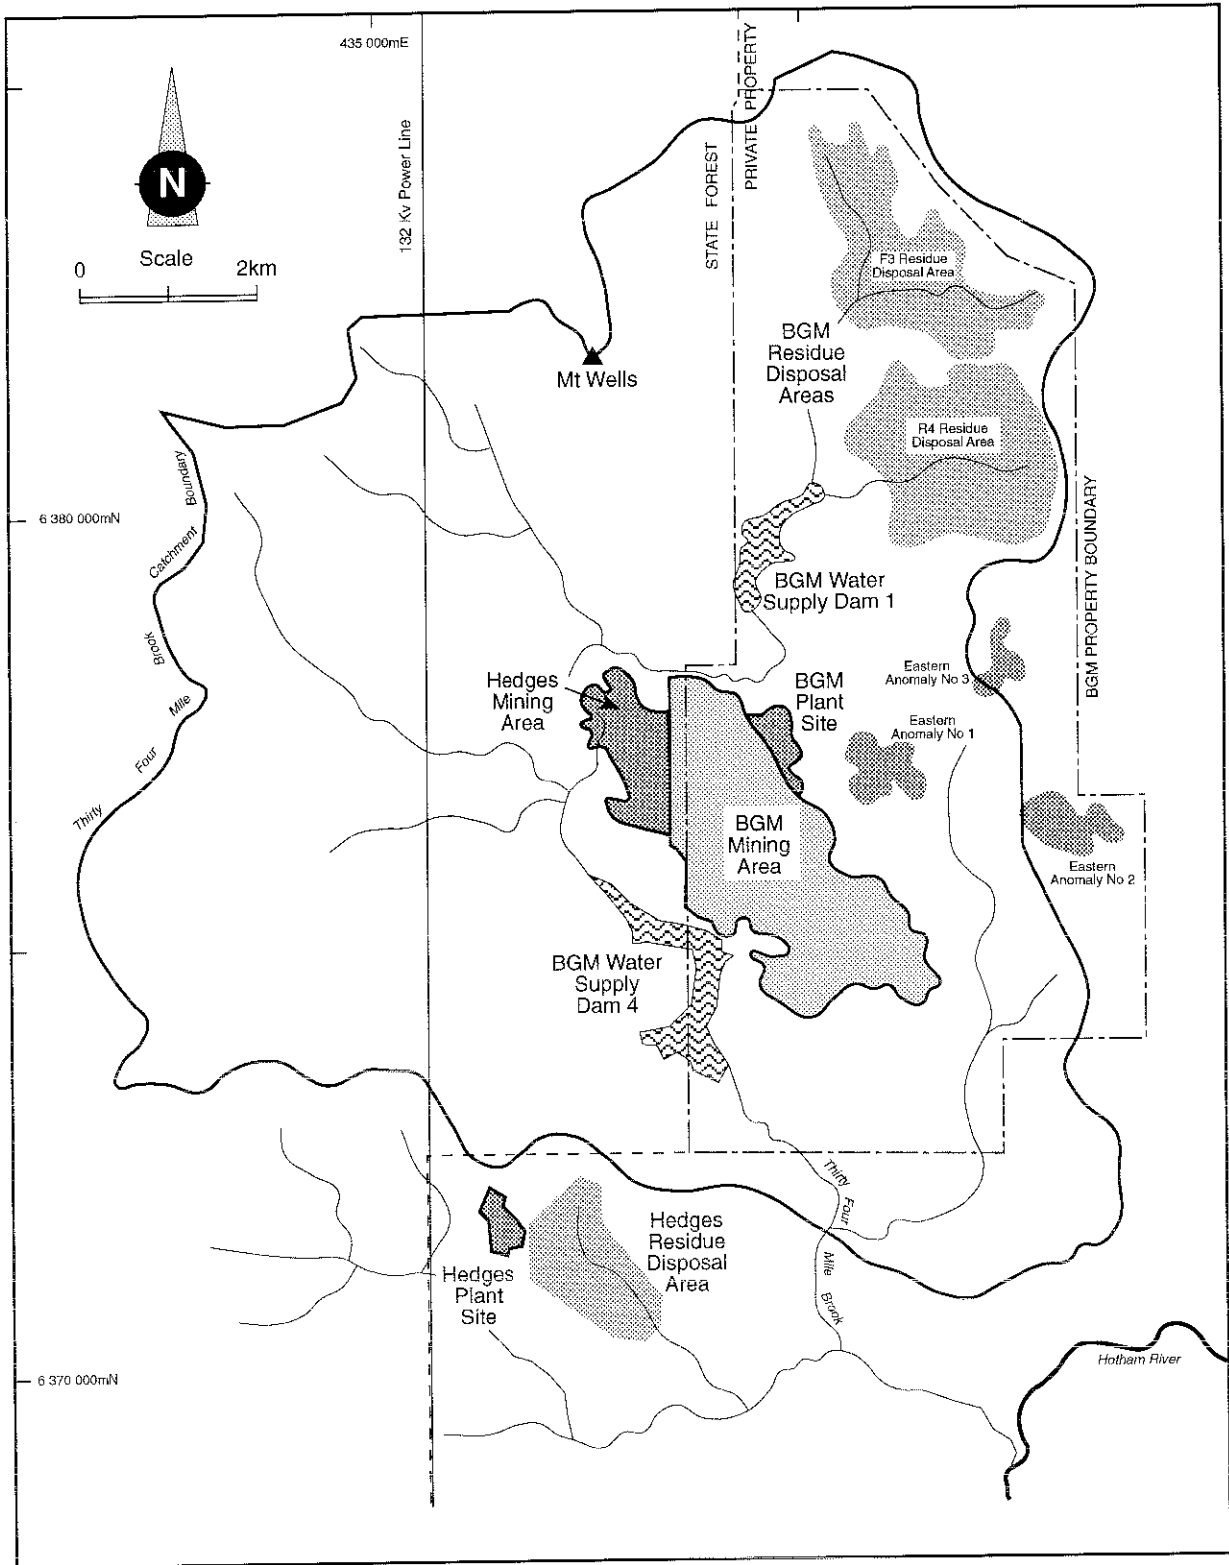 435 000mE
132 Kv Power Line
STATE FOREST
PRIVATE PROPERTY
N
Scale
0 2km
F3 Residue
Disposal Area
BGM
Residue
Disposal
Areas
Mt Wells
R4 Residue
Disposal Area
6 380 000mN
BGM PROPERTY BOUNDARY
BGM Water
Supply Dam 1
Thirty Four Mile Brook Catchment Boundary
Hedges
Mining
Area
BGM
Plant
Site
Eastern
Anomaly No 3
Eastern
Anomaly No 1
BGM
Mining
Area
Eastern
Anomaly No 2
BGM Water
Supply
Dam 4
Thirty Four Mile Brook
Hedges
Residue
Disposal
Area
Hedges
Plant
Site
Hotham River
6 370 000mN